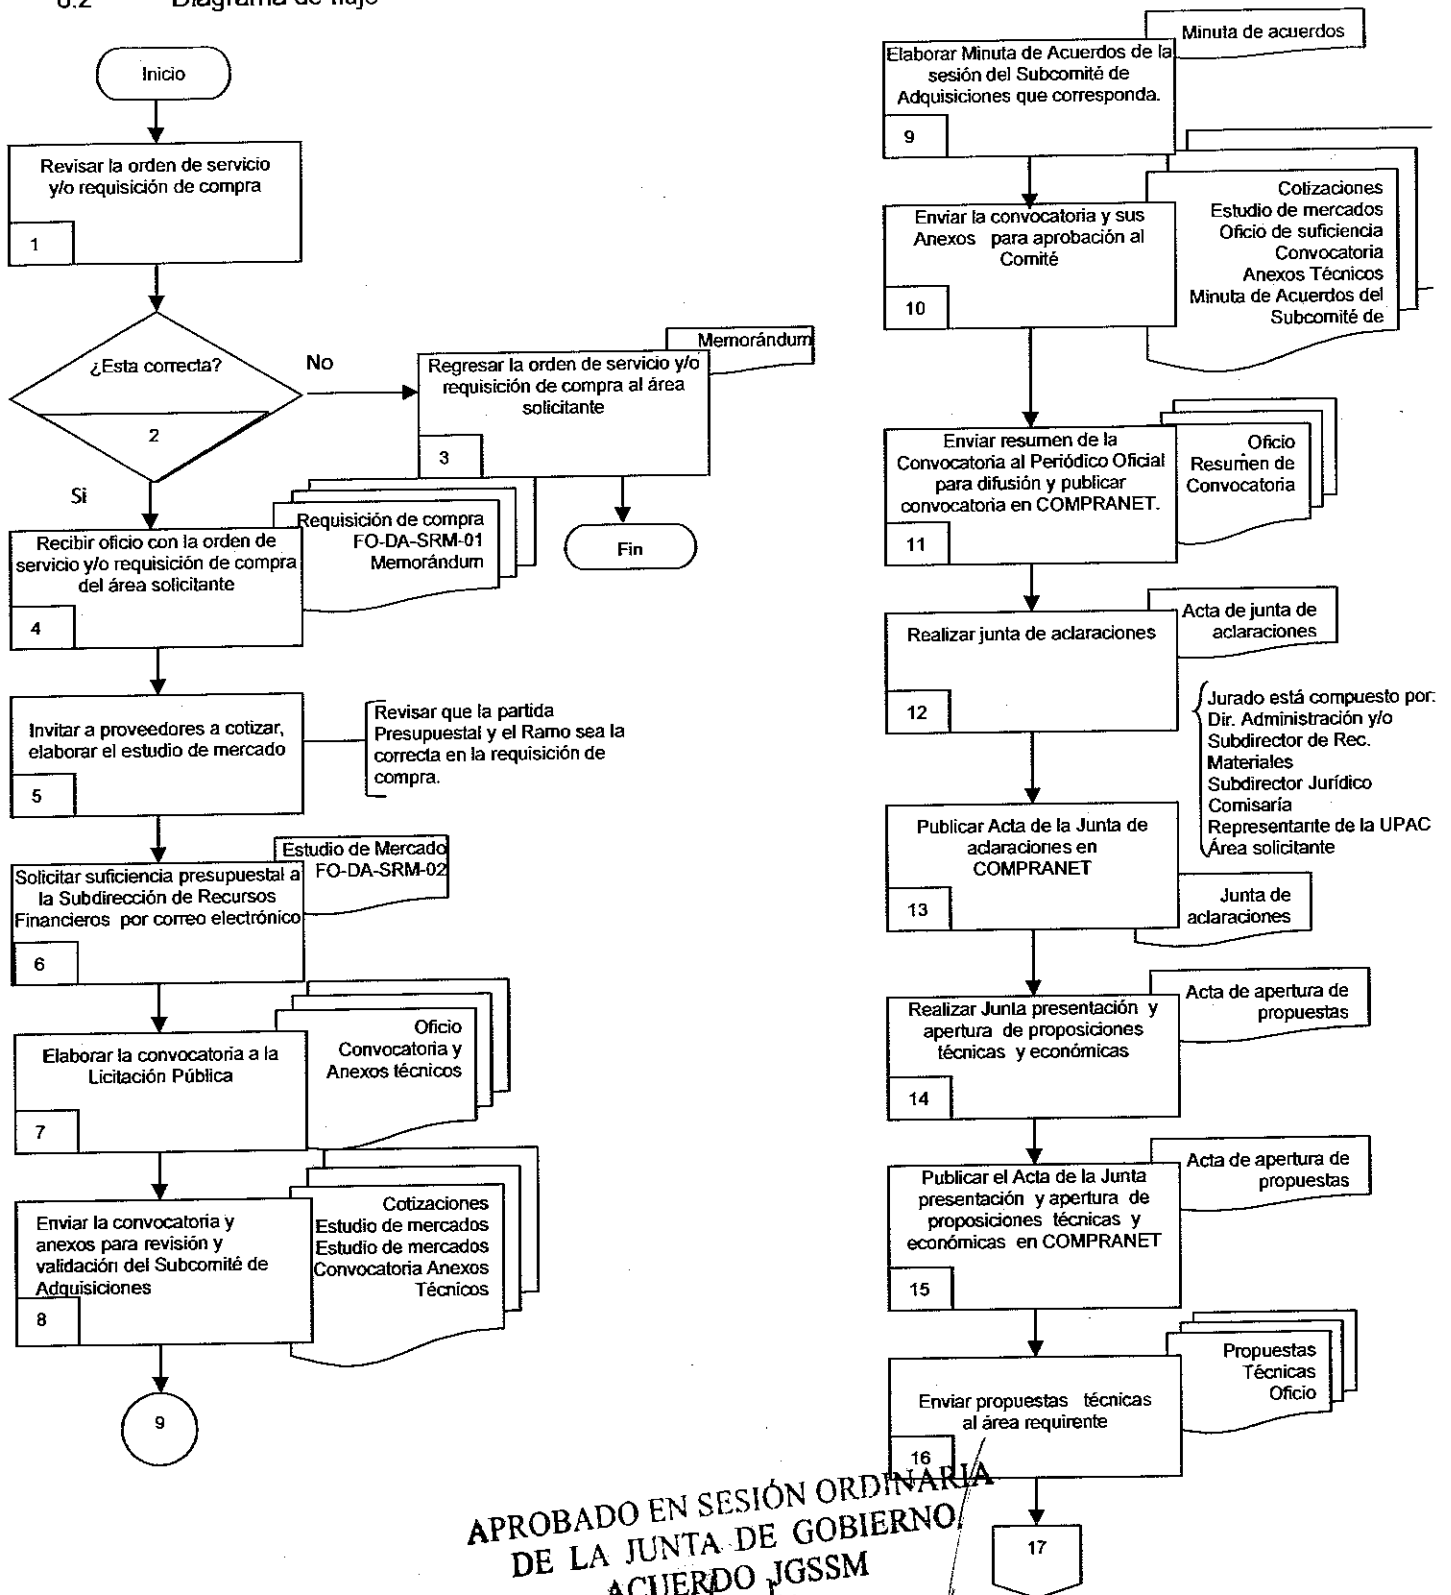 6.2 Diagrama de flujo
Inicio
Revisar la orden de servicio
y/o requisición de compra
1
¿Esta correcta?
2
No
Si
Memorándum
Regresar la orden de servicio y/o
requisición de compra al área
solicitante
3
Fin
Requisición de compra
FO-DA-SRM-01
Memorándum
Recibir oficio con la orden de
servicio y/o requisición de compra
del área solicitante
4
Invitar a proveedores a cotizar,
elaborar el estudio de mercado
5
Revisar que la partida
Presupuestal y el Ramo sea la
correcta en la requisición de
compra.
Estudio de Mercado
FO-DA-SRM-02
Solicitar suficiencia presupuestal a
la Subdirección de Recursos
Financieros por correo electrónico
6
Oficio
Convocatoria y
Anexos técnicos
Elaborar la convocatoria a la
Licitación Pública
7
Cotizaciones
Estudio de mercados
Estudio de mercados
Convocatoria Anexos
Técnicos
Enviar la convocatoria y
anexos para revisión y
validación del Subcomité de
Adquisiciones
8
9
Minuta de acuerdos
Elaborar Minuta de Acuerdos de la
sesión del Subcomité de
Adquisiciones que corresponda.
9
Cotizaciones
Estudio de mercados
Oficio de suficiencia
Convocatoria
Anexos Técnicos
Minuta de Acuerdos del
Subcomité de
Enviar la convocatoria y sus
Anexos para aprobación al
Comité
10
Enviar resumen de la
Convocatoria al Periódico Oficial
para difusión y publicar
convocatoria en COMPRANET.
11
Oficio
Resumen de
Convocatoria
Realizar junta de aclaraciones
12
Acta de junta de
aclaraciones
Jurado está compuesto por:
Dir. Administración y/o
Subdirector de Rec.
Materiales
Subdirector Jurídico
Comisaría
Representante de la UPAC
Área solicitante
Publicar Acta de la Junta de
aclaraciones en
COMPRANET
13
Junta de
aclaraciones
Realizar Junta presentación y
apertura de proposiciones
técnicas y económicas
14
Acta de apertura de
propuestas
Publicar el Acta de la Junta
presentación y apertura de
proposiciones técnicas y
económicas en COMPRANET
15
Acta de apertura de
propuestas
Enviar propuestas técnicas
al área requirente
16
Propuestas
Técnicas
Oficio
17
APROBADO EN SESIÓN ORDINARIA
DE LA JUNTA DE GOBIERNO,
ACUERDO JGSSM